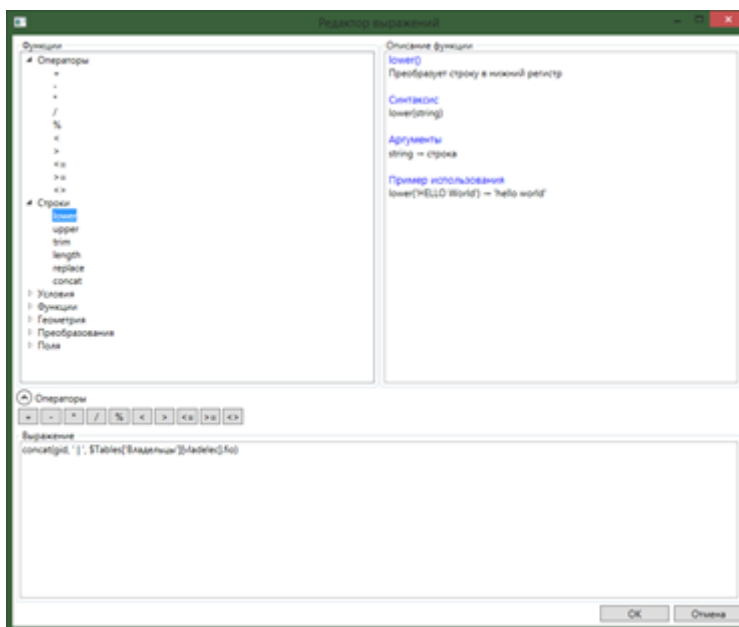 Редактор выражений
Функции
Операторы
+
-
*
/
%
<
>
<=
>=
<>
Строки
lower
upper
trim
length
replace
concat
Условия
Функции
Геометрия
Преобразования
Поля
Описание функции
lower()
Преобразует строку в нижний регистр
Синтаксис
lower(string)
Аргументы
string – строка
Пример использования
lower('HELLO World') – 'hello world'
Операторы
+ - * / % < > <= >= <>
Выражение
concat(gid, ' | ', $Tables['Владельцы'][vladelec].fio)
OK Отмена